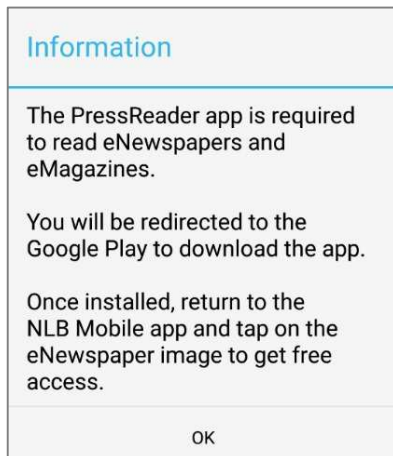 Information
The PressReader app is required
to read eNewspapers and
eMagazines.
You will be redirected to the
Google Play to download the app.
Once installed, return to the
NLB Mobile app and tap on the
eNewspaper image to get free
access.
OK